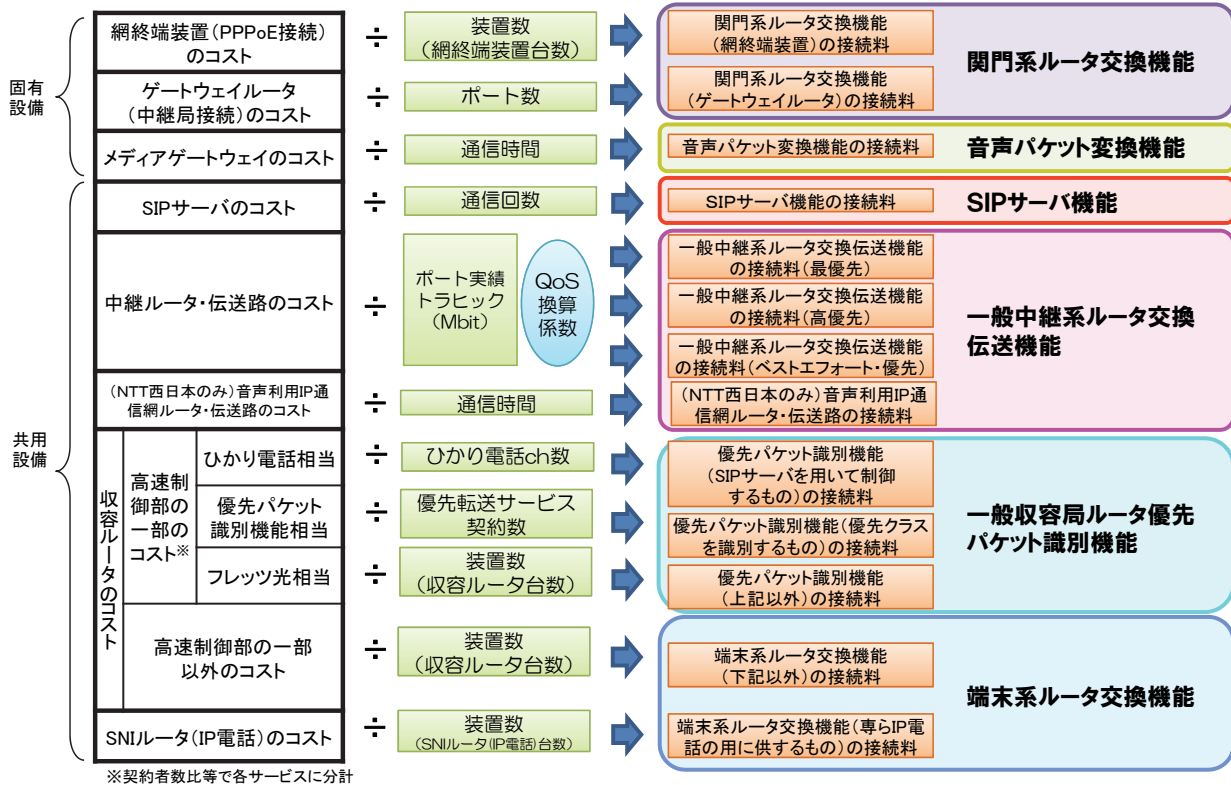 固有
設備
網終端装置(PPPoE接続)
のコスト
÷
装置数
(網終端装置台数)
関門系ルータ交換機能
(網終端装置)の接続料
関門系ルータ交換機能
ゲートウェイルータ
(中継局接続)のコスト
÷
ポート数
関門系ルータ交換機能
(ゲートウェイルータ)の接続料
メディアゲートウェイのコスト
÷
通信時間
音声パケット変換機能の接続料
音声パケット変換機能
共用
設備
SIPサーバのコスト
÷
通信回数
SIPサーバ機能の接続料
SIPサーバ機能
中継ルータ・伝送路のコスト
÷
ポート実績
トラヒック
(Mbit)
QoS
換算
係数
一般中継系ルータ交換伝送機能
の接続料(最優先)
一般中継系ルータ交換伝送機能
の接続料(高優先)
一般中継系ルータ交換伝送機能
の接続料(ベストエフォート・優先)
一般中継系ルータ交換
伝送機能
(NTT西日本のみ)音声利用IP通
信網ルータ・伝送路のコスト
÷
通信時間
(NTT西日本のみ)音声利用IP通
信網ルータ・伝送路の接続料
収容ルータのコスト
高速制
御部の
一部の
コスト※
ひかり電話相当
÷
ひかり電話ch数
優先パケット識別機能
(SIPサーバを用いて制御
するもの)の接続料
一般収容局ルータ優先
パケット識別機能
優先パケット
識別機能相当
÷
優先転送サービス
契約数
優先パケット識別機能(優先クラス
を識別するもの)の接続料
フレッツ光相当
÷
装置数
(収容ルータ台数)
優先パケット識別機能
(上記以外)の接続料
高速制御部の一部
以外のコスト
÷
装置数
(収容ルータ台数)
端末系ルータ交換機能
(下記以外)の接続料
端末系ルータ交換機能
SNIルータ(IP電話)のコスト
÷
装置数
(SNIルータ(IP電話)台数)
端末系ルータ交換機能(専らIP電
話の用に供するもの)の接続料
※契約者数比等で各サービスに分計